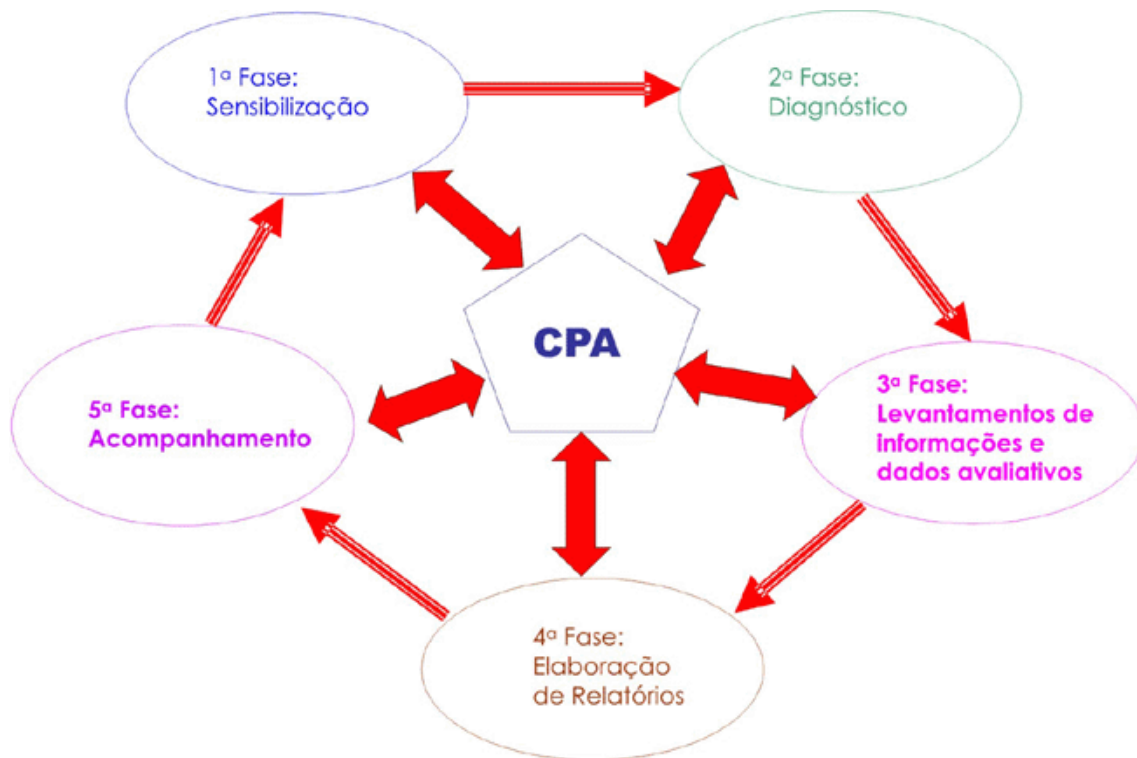 1ª Fase:
Sensibilização
2ª Fase:
Diagnóstico
CPA
3ª Fase:
Levantamentos de
informações e
dados avaliativos
4ª Fase:
Elaboração
de Relatórios
5ª Fase:
Acompanhamento